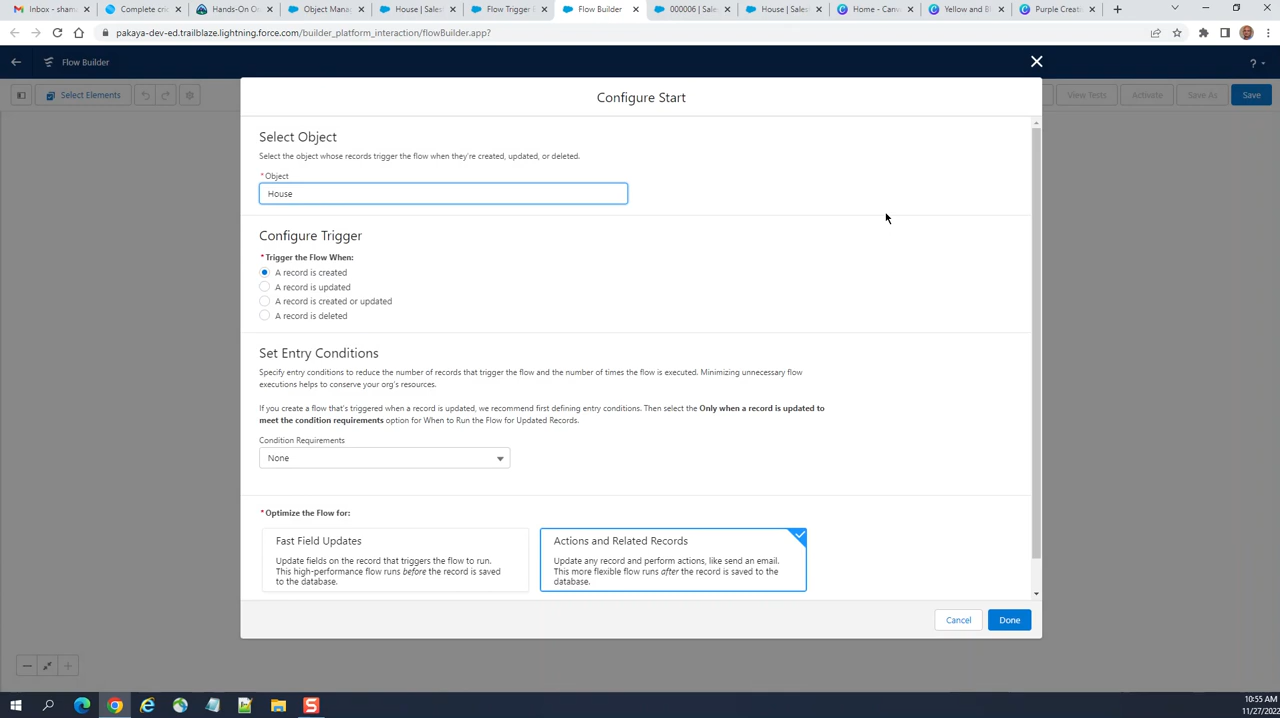 Inbox - sham
Complete cri
Hands-On O
Object Mana
House | Sales
Flow Trigger E
Flow Builder
000006 | Sale
House | Sales
Home - Canv
Yellow and B
Purple Creati
pakaya-dev-ed.trailblaze.lightning.force.com/builder_platform_interaction/flowBuilder.app?
Flow Builder
?
Select Elements
View Tests
Activate
Save As
Save
Configure Start
Select Object
Select the object whose records trigger the flow when they're created, updated, or deleted.
*Object
House
Configure Trigger
*Trigger the Flow When:
A record is created
A record is updated
A record is created or updated
A record is deleted
Set Entry Conditions
Specify entry conditions to reduce the number of records that trigger the flow and the number of times the flow is executed. Minimizing unnecessary flow
executions helps to conserve your org's resources.
If you create a flow that's triggered when a record is updated, we recommend first defining entry conditions. Then select the Only when a record is updated to
meet the condition requirements option for When to Run the Flow for Updated Records.
Condition Requirements
None
*Optimize the Flow for:
Fast Field Updates
Update fields on the record that triggers the flow to run.
This high-performance flow runs before the record is saved
to the database.
Actions and Related Records
Update any record and perform actions, like send an email.
This more flexible flow runs after the record is saved to the
database.
Cancel
Done
10:55 AM
11/27/2022